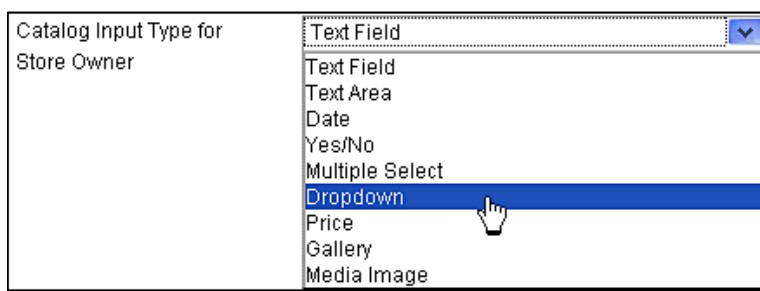 Catalog Input Type for
Store Owner
Text Field
Text Field
Text Area
Date
Yes/No
Multiple Select
Dropdown
Price
Gallery
Media Image